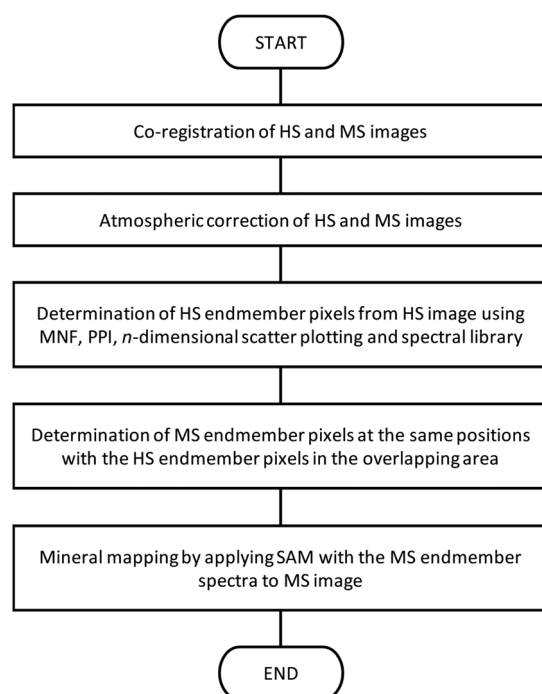 START
Co-registration of HS and MS images
Atmospheric correction of HS and MS images
Determination of HS endmember pixels from HS image using
MNF, PPI, n-dimensional scatter plotting and spectral library
Determination of MS endmember pixels at the same positions
with the HS endmember pixels in the overlapping area
Mineral mapping by applying SAM with the MS endmember
spectra to MS image
END